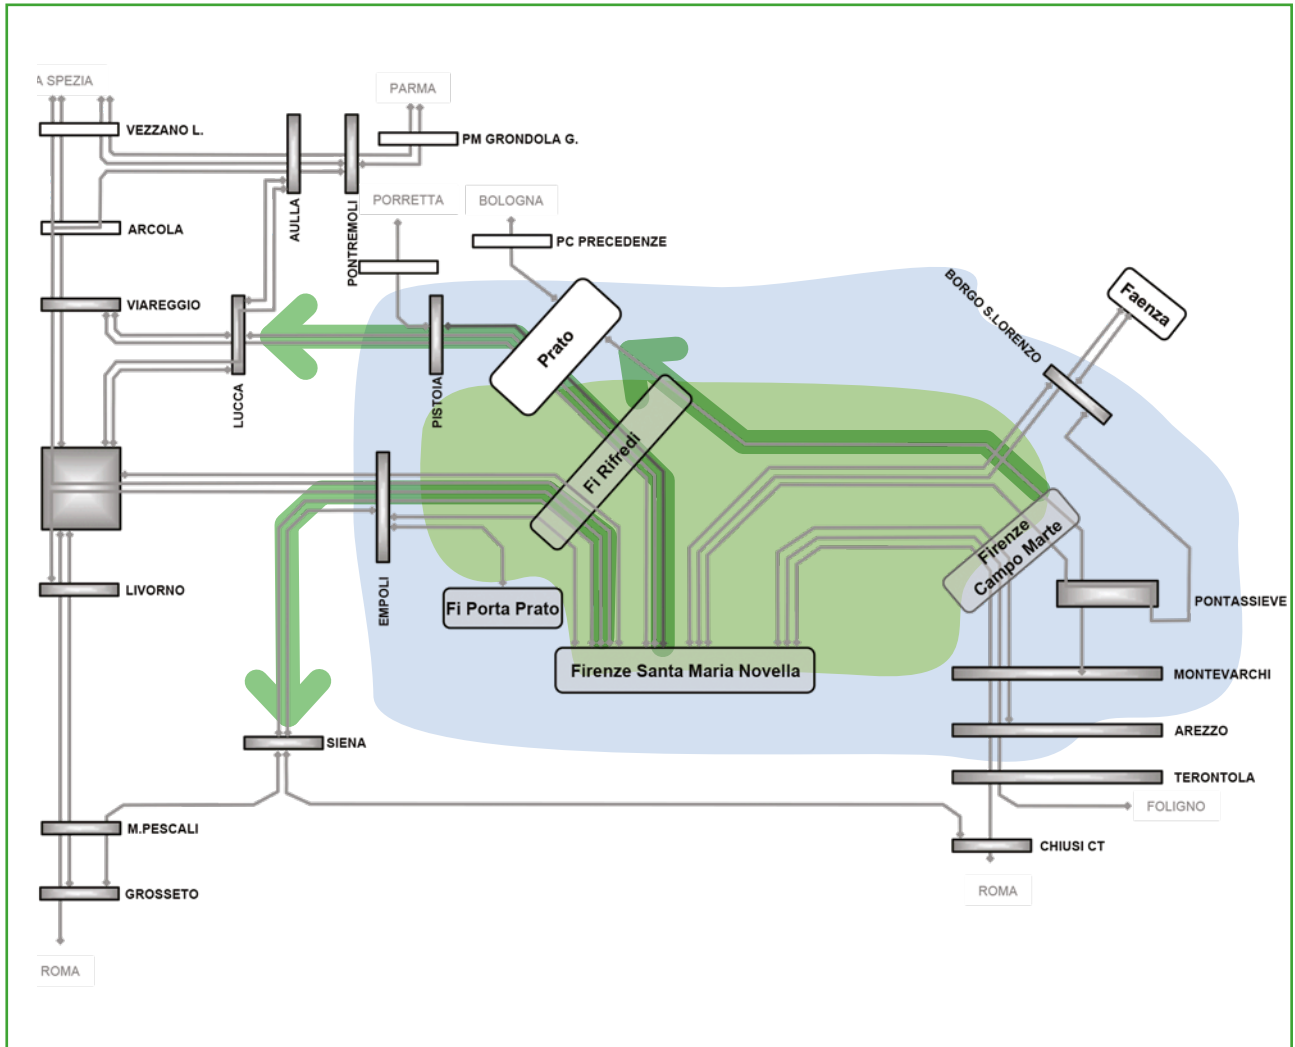 A SPEZIA
PARMA
VEZZANO L.
PM GRONDOLA G.
PORRETTA
BOLOGNA
AULLA
PONTREMOLI
ARCOLA
PC PRECEDENZE
VIAREGGIO
BORGO S.LORENZO
Faenza
Prato
LUCCA
PISTOIA
Fi Rifredi
Firenze
Campo Marte
EMPOLI
LIVORNO
Fi Porta Prato
PONTASSIEVE
Firenze Santa Maria Novella
MONTEVARCHI
AREZZO
SIENA
TERONTOLA
FOLIGNO
M.PESCALI
CHIUSI CT
GROSSETO
ROMA
ROMA